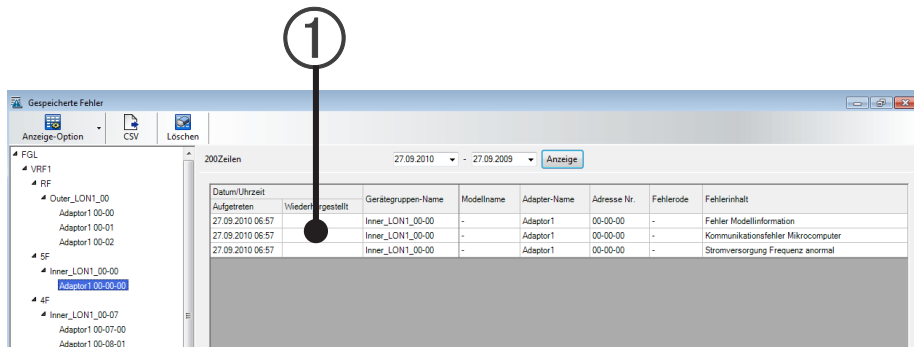 ①
Gespeicherte Fehler
Anzeige-Option CSV Löschen
FGL
VRF1
RF
Outer_LON1_00
Adaptor1 00-00
Adaptor1 00-01
Adaptor1 00-02
5F
Inner_LON1_00-00
Adaptor1 00-00-00
4F
Inner_LON1_00-07
Adaptor1 00-07-00
Adaptor1 00-08-01
200Zeilen 27.09.2010 - 27.09.2009 Anzeige
Datum/Uhrzeit Gerätegruppen-Name Modellname Adapter-Name Adresse Nr. Fehlerode Fehlerinhalt
Aufgetreten Wiederhergestellt
27.09.2010 06:57 Inner_LON1_00-00 - Adaptor1 00-00-00 - Fehler Modellinformation
27.09.2010 06:57 Inner_LON1_00-00 - Adaptor1 00-00-00 - Kommunikationsfehler Mikrocomputer
27.09.2010 06:57 Inner_LON1_00-00 - Adaptor1 00-00-00 - Stromversorgung Frequenz anormal